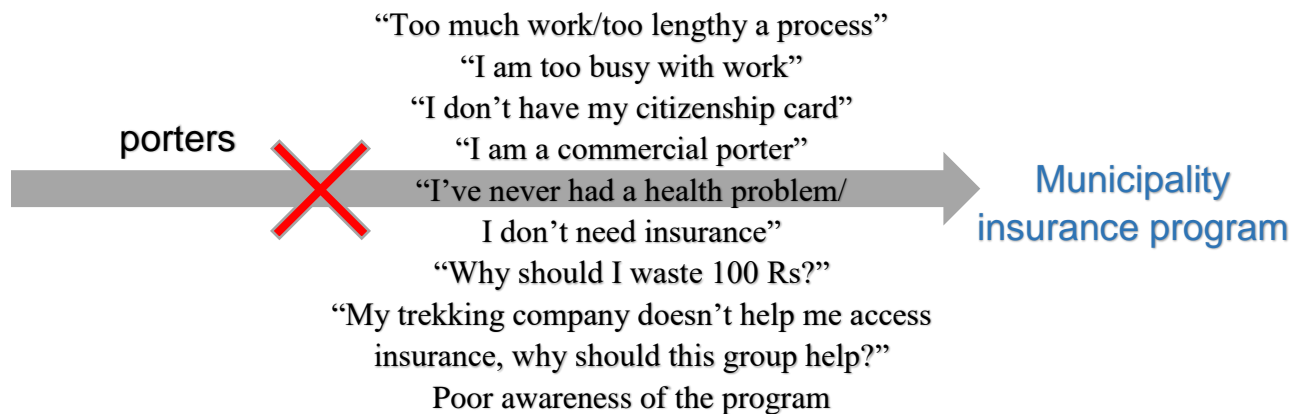 “Too much work/too lengthy a process”
“I am too busy with work”
“I don’t have my citizenship card”
porters
“I am a commercial porter”
“I’ve never had a health problem/
I don’t need insurance”
“Why should I waste 100 Rs?”
“My trekking company doesn’t help me access
insurance, why should this group help?”
Poor awareness of the program
Municipality
insurance program